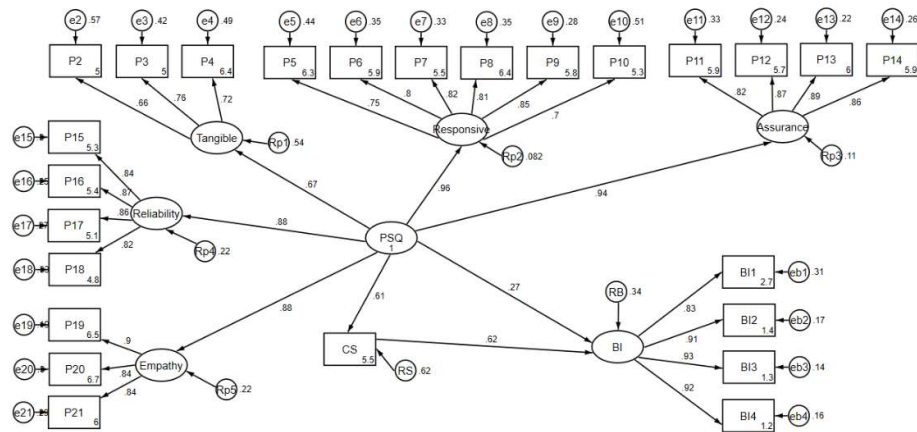 e2 .57 e3 .42 e4 .49 e5 .44 e6 .35 e7 .33 e8 .35 e9 .28 e10 .51 e11 .33 e12 .24 e13 .22 e14 .26
P2 5 P3 5 P4 6.4 P5 6.3 P6 5.9 P7 5.5 P8 6.4 P9 5.8 P10 5.3 P11 5.9 P12 5.7 P13 6 P14 5.9
.66 .76 .72 .75 .8 .82 .81 .85 .7 .82 .87 .89 .86
Tangible Responsive Assurance
Rp1 .54 Rp2 .082 Rp3 .11
e15 P15 5.3 .84
e16 P16 5.4 .87
e17 P17 5.1 .86
e18 P18 4.8 .82
Reliability
Rp4 .22
.67 .96 .94
.88
PSQ
1
.88 .61 .27
e19 P19 6.5 .9
e20 P20 6.7 .84
e21 P21 6 .84
Empathy
Rp5 .22
CS
5.5
RS .62
.62
RB .34
BI
.83 BI1 2.7 eb1 .31
.91 BI2 1.4 eb2 .17
.93 BI3 1.3 eb3 .14
.92 BI4 1.2 eb4 .16